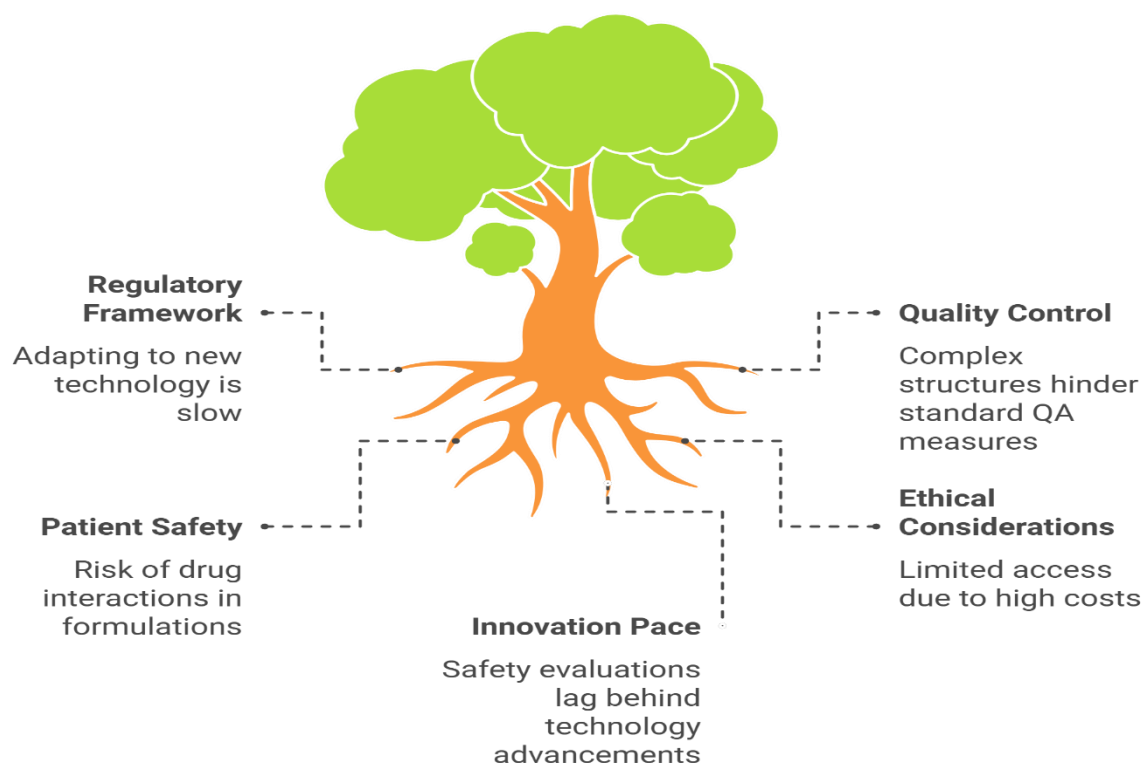 Regulatory
Framework
Adapting to new
technology is
slow
Patient Safety
Risk of drug
interactions in
formulations
Innovation Pace
Safety evaluations
lag behind
technology
advancements
Quality Control
Complex
structures hinder
standard QA
measures
Ethical
Considerations
Limited access
due to high costs